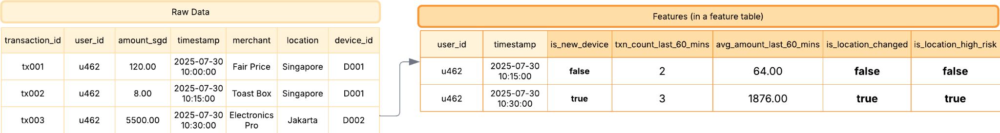 Raw Data
transaction_id user_id amount_sgd timestamp merchant location device_id
tx001 u462 120.00 2025-07-30 10:00:00 Fair Price Singapore D001
tx002 u462 8.00 2025-07-30 10:15:00 Toast Box Singapore D001
tx003 u462 5500.00 2025-07-30 10:30:00 Electronics Pro Jakarta D002
Features (in a feature table)
user_id timestamp is_new_device txn_count_last_60_mins avg_amount_last_60_mins is_location_changed is_location_high_risk
u462 2025-07-30 10:15:00 false 2 64.00 false false
u462 2025-07-30 10:30:00 true 3 1876.00 true true